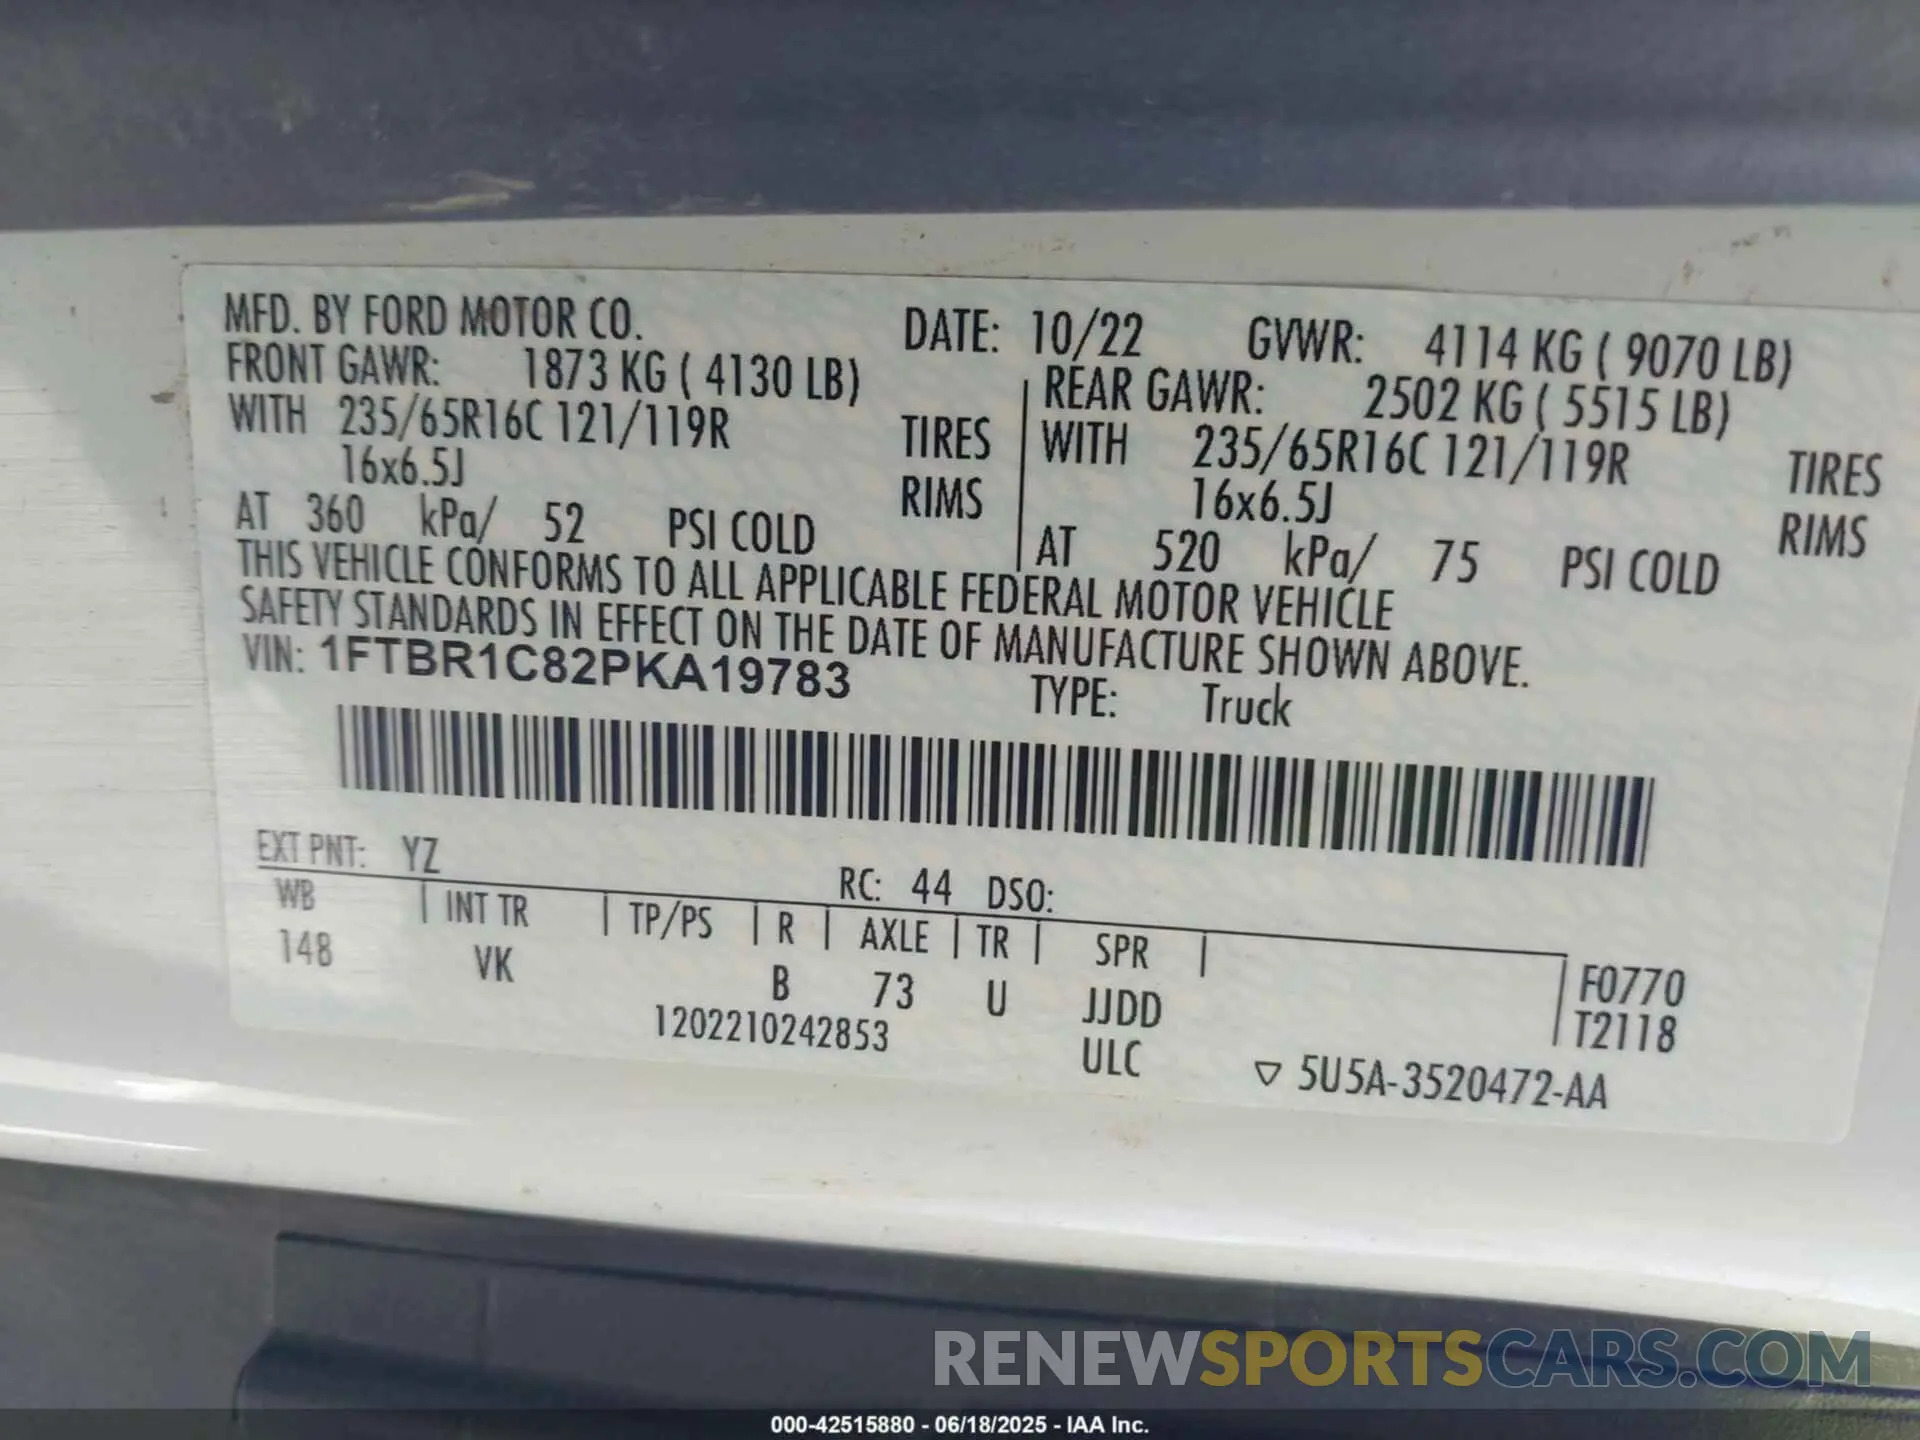 MFD. BY FORD MOTOR CO. DATE: 10/22 GVWR: 4114 KG ( 9070 LB)
FRONT GAWR: 1873 KG ( 4130 LB) REAR GAWR: 2502 KG ( 5515 LB)
WITH 235/65R16C 121/119R TIRES WITH 235/65R16C 121/119R TIRES
16x6.5J RIMS 16x6.5J RIMS
AT 360 kPa/ 52 PSI COLD AT 520 kPa/ 75 PSI COLD
THIS VEHICLE CONFORMS TO ALL APPLICABLE FEDERAL MOTOR VEHICLE
SAFETY STANDARDS IN EFFECT ON THE DATE OF MANUFACTURE SHOWN ABOVE.
VIN: 1FTBR1C82PKA19783 TYPE: Truck
EXT PNT: YZ RC: 44 DSO:
WB INT TR TP/PS R AXLE TR SPR
148 VK B 73 U JJDD F0770
1202210242853 ULC T2118
▽ 5U5A-3520472-AA
RENEWSPORTSCARS.COM
000-42515880 - 06/18/2025 - IAA Inc.